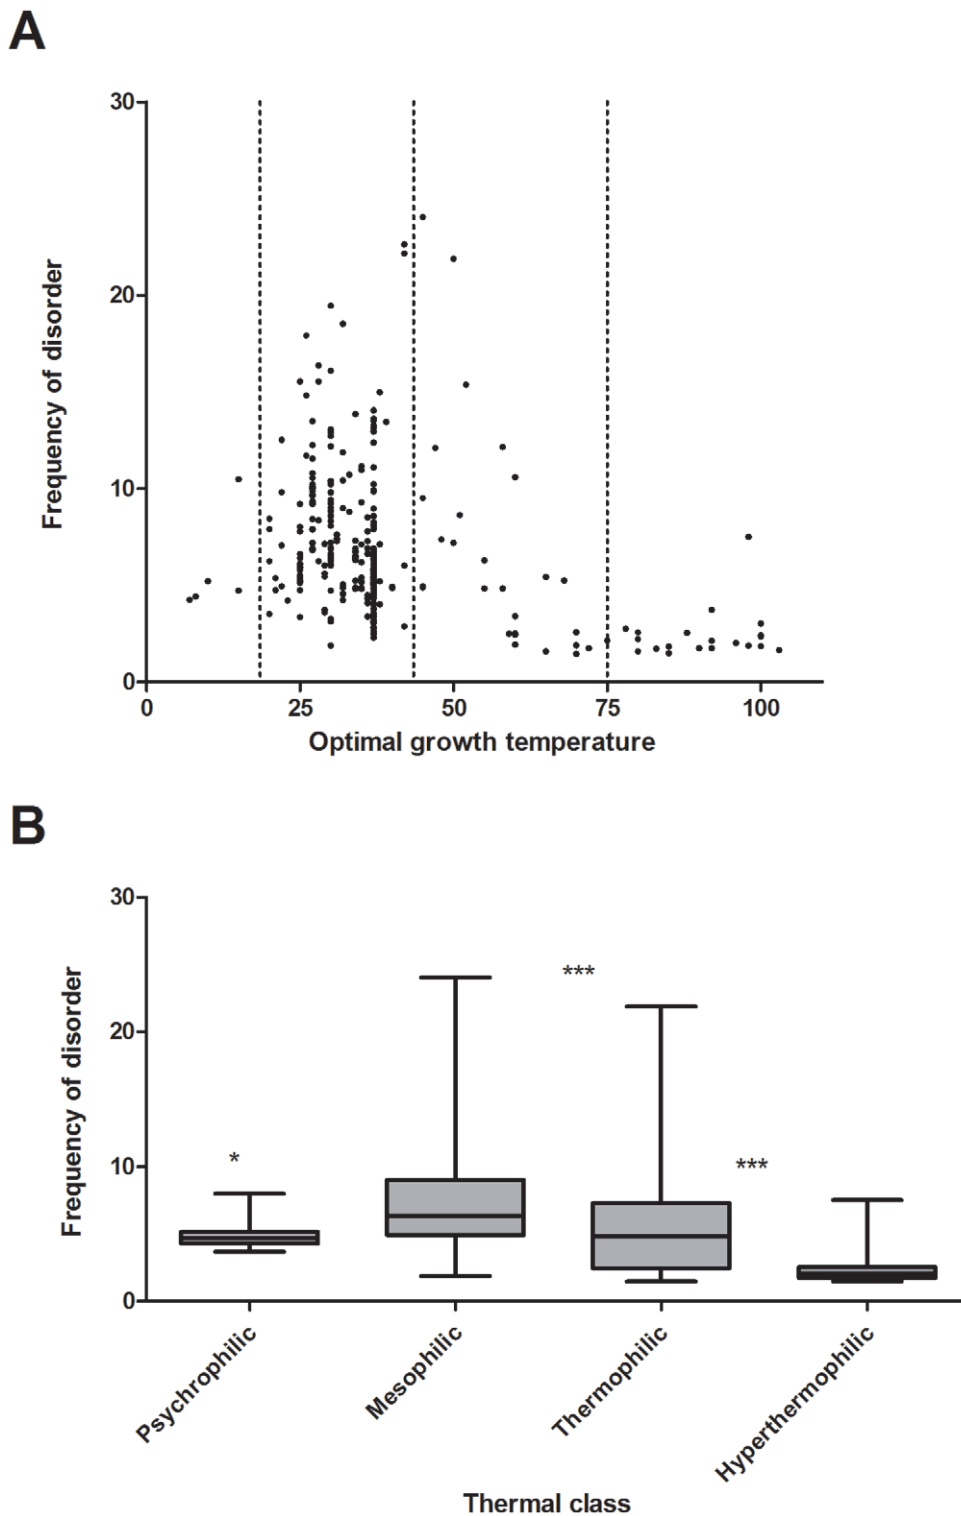 A
Frequency of disorder
30
20
10
0
0 25 50 75 100
Optimal growth temperature
B
Frequency of disorder
30
20
10
0
*
***
***
Psychrophilic
Mesophilic
Thermophilic
Hyperthermophilic
Thermal class